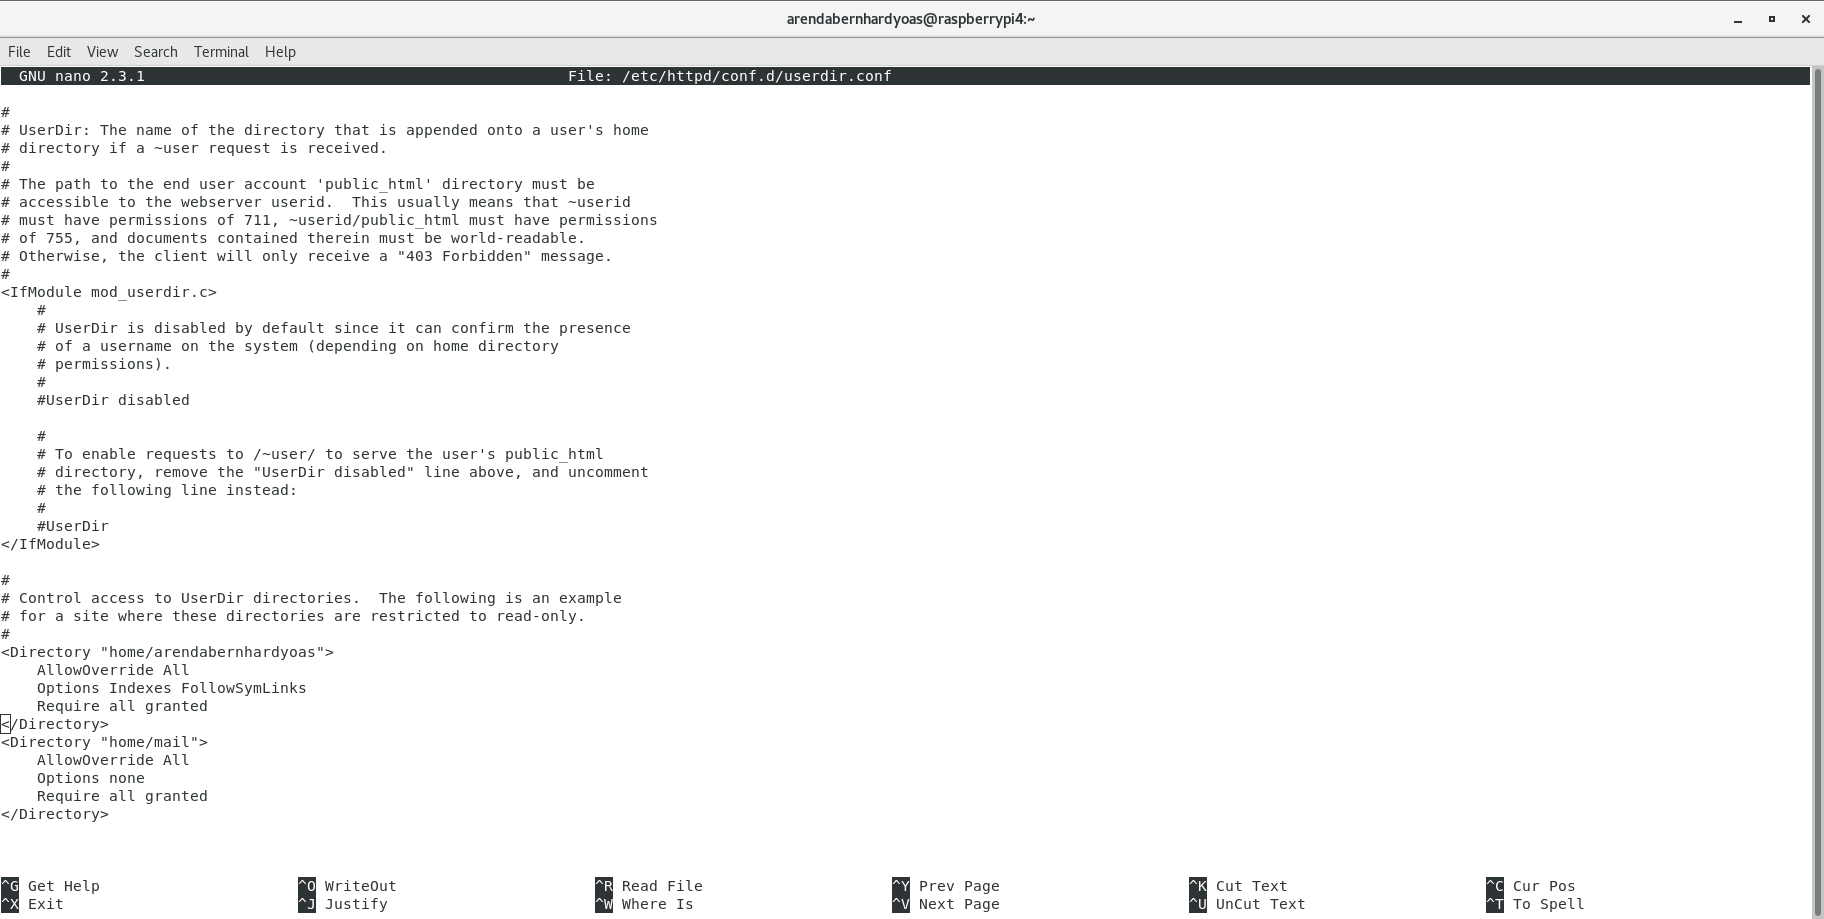 arendabernhardyoas@raspberrypi4:~
File Edit View Search Terminal Help
GNU nano 2.3.1 File: /etc/httpd/conf.d/userdir.conf
#
# UserDir: The name of the directory that is appended onto a user's home
# directory if a ~user request is received.
#
# The path to the end user account 'public_html' directory must be
# accessible to the webserver userid.  This usually means that ~userid
# must have permissions of 711, ~userid/public_html must have permissions
# of 755, and documents contained therein must be world-readable.
# Otherwise, the client will only receive a "403 Forbidden" message.
#
<IfModule mod_userdir.c>
    #
    # UserDir is disabled by default since it can confirm the presence
    # of a username on the system (depending on home directory
    # permissions).
    #
    #UserDir disabled

    #
    # To enable requests to /~user/ to serve the user's public_html
    # directory, remove the "UserDir disabled" line above, and uncomment
    # the following line instead:
    #
    #UserDir
</IfModule>

#
# Control access to UserDir directories.  The following is an example
# for a site where these directories are restricted to read-only.
#
<Directory "home/arendabernhardyoas">
    AllowOverride All
    Options Indexes FollowSymLinks
    Require all granted
</Directory>
<Directory "home/mail">
    AllowOverride All
    Options none
    Require all granted
</Directory>

^G Get Help ^O WriteOut ^R Read File ^Y Prev Page ^K Cut Text ^C Cur Pos
^X Exit ^J Justify ^W Where Is ^V Next Page ^U UnCut Text ^T To Spell